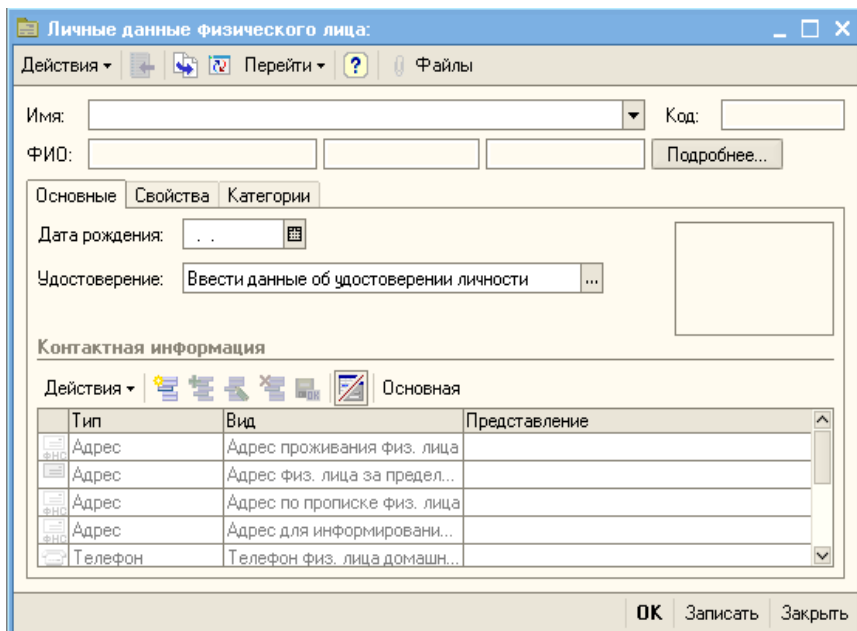 Личные данные физического лица:
Действия Перейти ? Файлы
Имя: Код:
ФИО: Подробнее...
Основные Свойства Категории
Дата рождения: . .
Удостоверение: Ввести данные об удостоверении личности ...
Контактная информация
Действия Основная
Тип Вид Представление
ФНС Адрес Адрес проживания физ. лица
Адрес Адрес физ. лица за предел...
ФНС Адрес Адрес по прописке физ. лица
ФНС Адрес Адрес для информировани...
Телефон Телефон физ. лица домашн...
OK Записать Закрыть